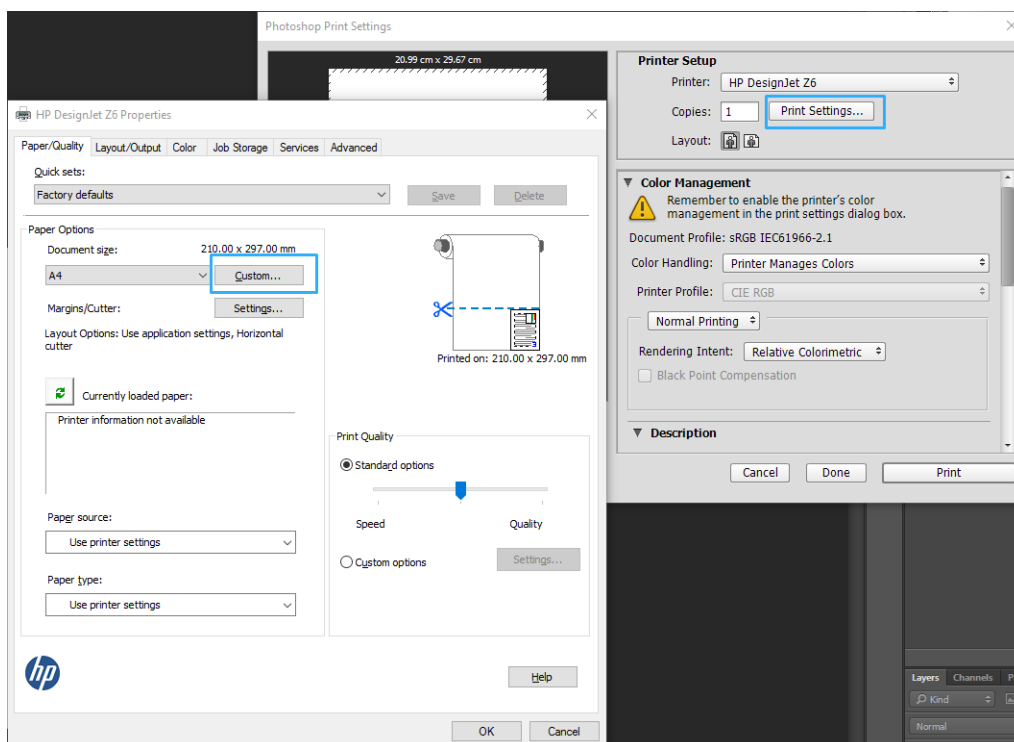 Photoshop Print Settings
20.99 cm x 29.67 cm
Printer Setup
Printer: HP DesignJet Z6
Copies: 1 Print Settings...
Layout:
Color Management
Remember to enable the printer's color
management in the print settings dialog box.
Document Profile: sRGB IEC61966-2.1
Color Handling: Printer Manages Colors
Printer Profile: CIE RGB
Normal Printing
Rendering Intent: Relative Colorimetric
Black Point Compensation
Description
Cancel Done Print
HP DesignJet Z6 Properties
Paper/Quality Layout/Output Color Job Storage Services Advanced
Quick sets:
Factory defaults Save Delete
Paper Options
Document size: 210.00 x 297.00 mm
A4 Custom...
Margins/Cutter: Settings...
Layout Options: Use application settings, Horizontal
cutter
Printed on: 210.00 x 297.00 mm
Currently loaded paper:
Printer information not available
Print Quality
Standard options
Speed Quality
Custom options Settings...
Paper source:
Use printer settings
Paper type:
Use printer settings
hp
Help
OK Cancel
Layers Channels P
Kind
Normal